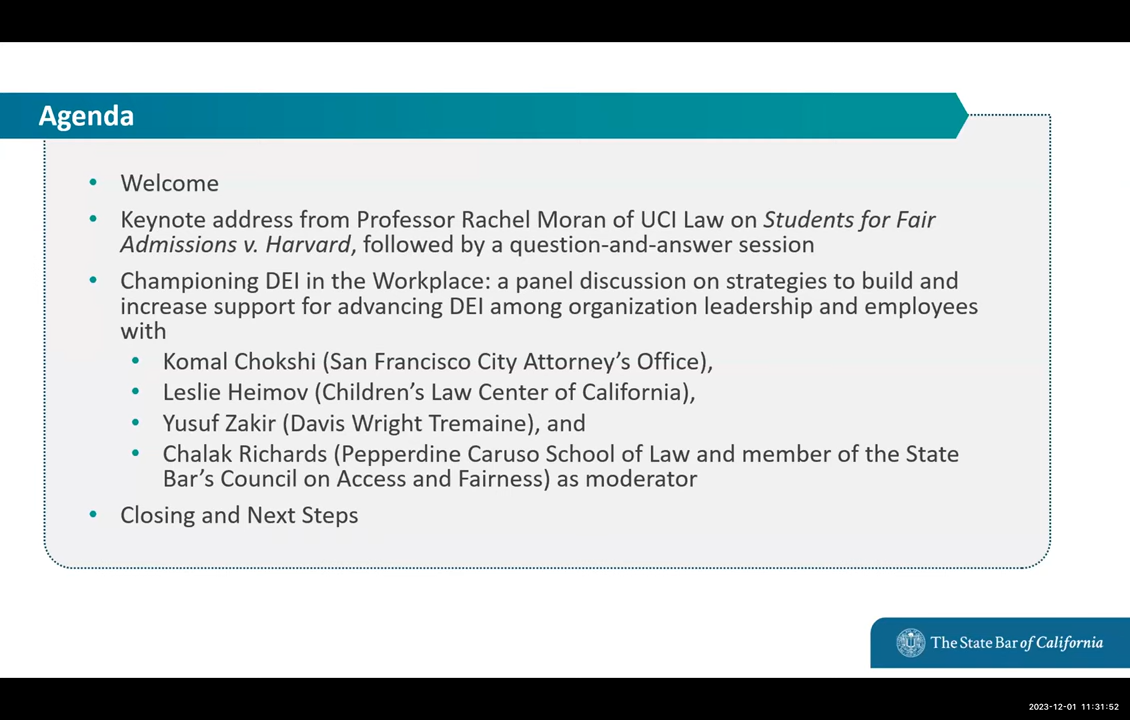 Agenda
• Welcome
• Keynote address from Professor Rachel Moran of UCI Law on Students for Fair
Admissions v. Harvard, followed by a question-and-answer session
• Championing DEI in the Workplace: a panel discussion on strategies to build and
increase support for advancing DEI among organization leadership and employees
with
• Komal Chokshi (San Francisco City Attorney’s Office),
• Leslie Heimov (Children’s Law Center of California),
• Yusuf Zakir (Davis Wright Tremaine), and
• Chalak Richards (Pepperdine Caruso School of Law and member of the State
Bar’s Council on Access and Fairness) as moderator
• Closing and Next Steps
The State Bar of California
2023-12-01 11:31:52